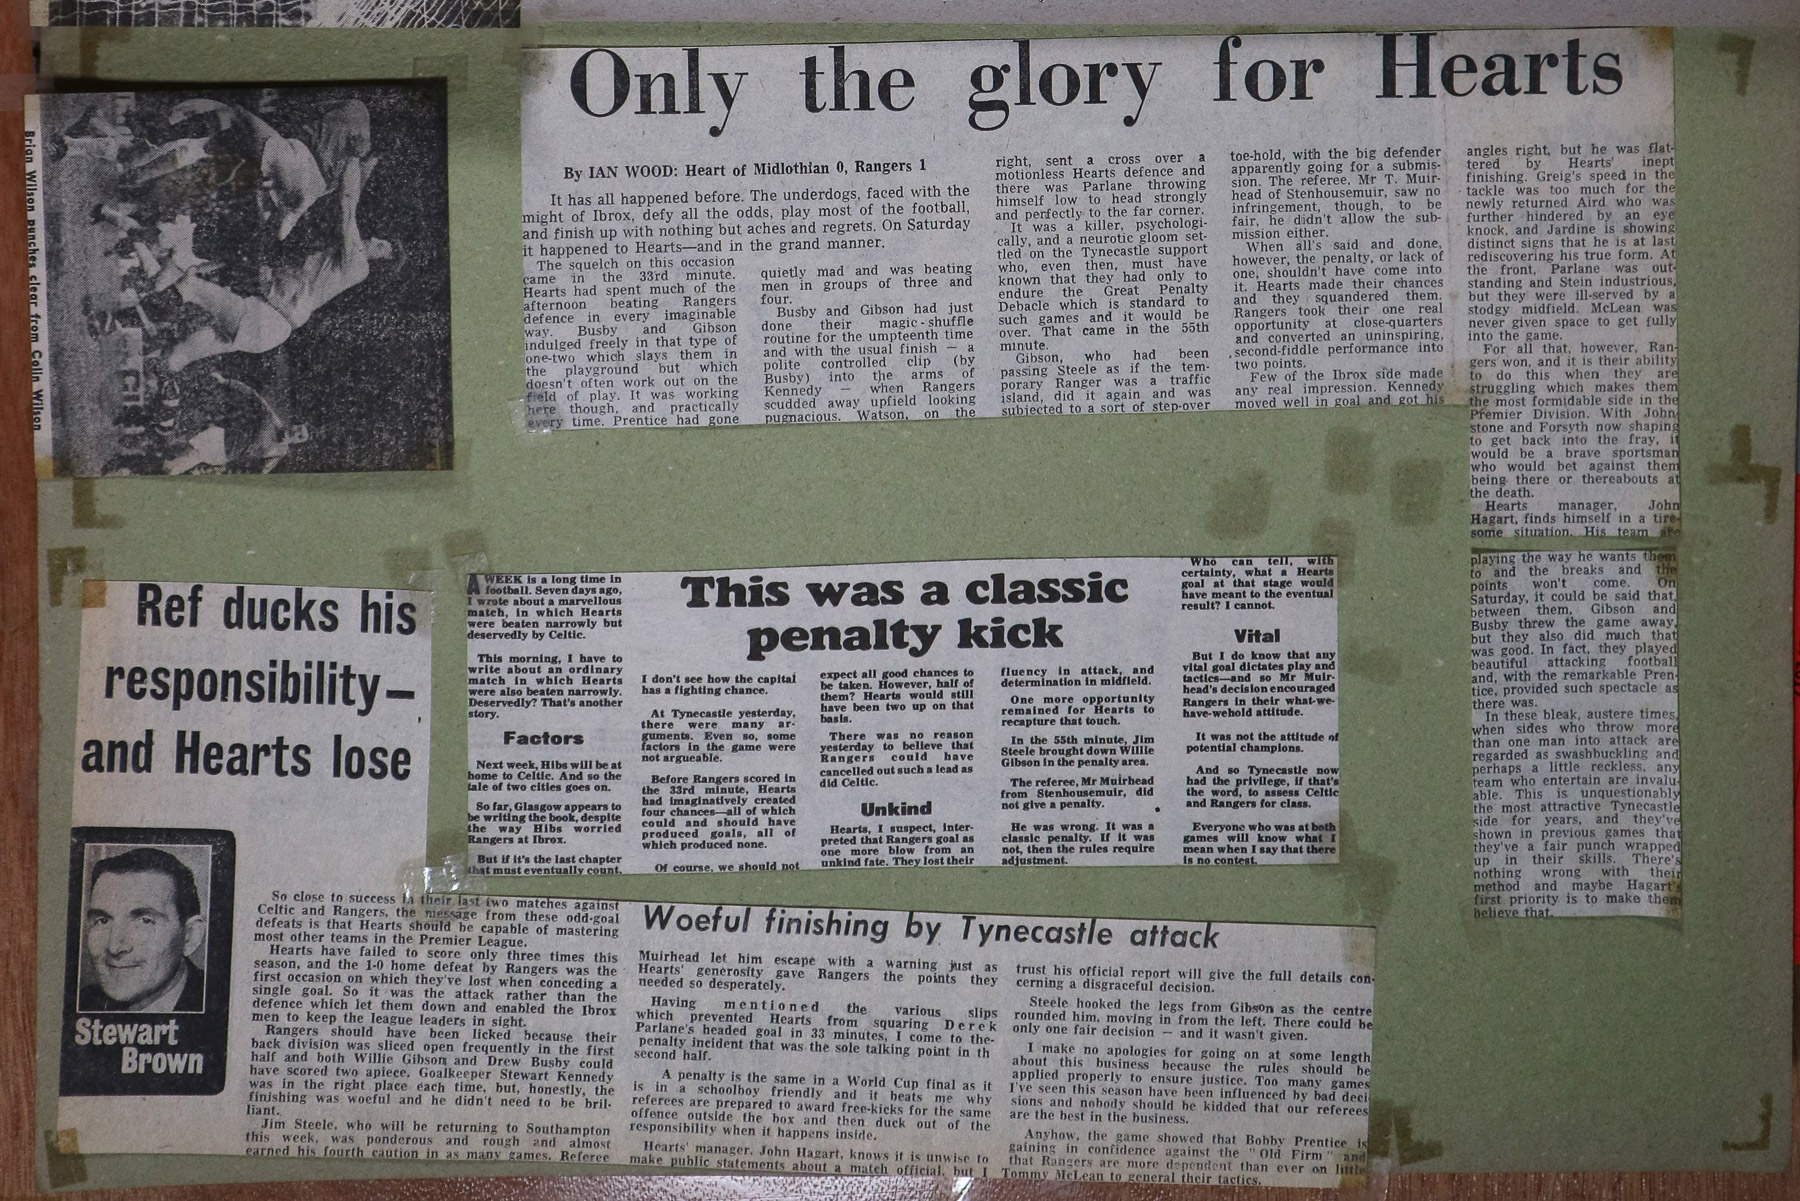 Only the glory for Hearts
By IAN WOOD: Heart of Midlothian 0, Rangers 1
It has all happened before. The underdogs, faced with the
might of Ibrox, defy all the odds, play most of the football,
and finish up with nothing but aches and regrets. On Saturday
it happened to Hearts—and in the grand manner.
The squelch on this occasion
came in the 33rd minute.
Hearts had spent much of the
afternoon beating Rangers
defence in every imaginable
way. Busby and Gibson
indulged freely in that type of
one-two which slays them in
the playground but which
doesn't often work out on the
field of play. It was working
here though, and practically
every time. Prentice had gone
quietly mad and was beating
men in groups of three and
four.
Busby and Gibson had just
done their magic-shuffle
routine for the umpteenth time
and with the usual finish — a
polite controlled clip (by
Busby) into the arms of
Kennedy — when Rangers
scudded away upfield looking
pugnacious. Watson, on the
right, sent a cross over a
motionless Hearts defence and
there was Parlane throwing
himself low to head strongly
and perfectly to the far corner.
It was a killer, psychologi-
cally, and a neurotic gloom set-
tled on the Tynecastle support
who, even then, must have
known that they had only to
endure the Great Penalty
Debacle which is standard to
such games and it would be
over. That came in the 55th
minute.
Gibson, who had been
passing Steele as if the tem-
porary Ranger was a traffic
island, did it again and was
subjected to a sort of step-over
toe-hold, with the big defender
apparently going for a submis-
sion. The referee, Mr T. Muir-
head of Stenhousemuir, saw no
infringement, though, to be
fair, he didn't allow the sub-
mission either.
When all's said and done,
however, the penalty, or lack of
one, shouldn't have come into
it. Hearts made their chances
and they squandered them.
Rangers took their one real
opportunity at close-quarters
and converted an uninspiring,
second-fiddle performance into
two points.
Few of the Ibrox side made
any real impression. Kennedy
moved well in goal and got his
angles right, but he was flat-
tered by Hearts' inept
finishing. Greig's speed in the
tackle was too much for the
newly returned Aird who was
further hindered by an eye
knock, and Jardine is showing
distinct signs that he is at last
rediscovering his true form. At
the front, Parlane was out-
standing and Stein industrious,
but they were ill-served by a
stodgy midfield. McLean was
never given space to get fully
into the game.
For all that, however, Ran-
gers won, and it is their ability
to do this when they are
struggling which makes them
the most formidable side in the
Premier Division. With John-
stone and Forsyth now shaping
to get back into the fray, it
would be a brave sportsman
who would bet against them
being there or thereabouts at
the death.
Hearts manager, John
Hagart, finds himself in a tire-
some situation. His team are
playing the way he wants them
to and the breaks and the
points won't come. On
Saturday, it could be said that,
between them, Gibson and
Busby threw the game away,
but they also did much that
was good. In fact, they played
beautiful attacking football
and, with the remarkable Pren-
tice, provided such spectacle as
there was.
In these bleak, austere times,
when sides who throw more
than one man into attack are
regarded as swashbuckling and
perhaps a little reckless, any
team who entertain are invalu-
able. This is unquestionably
the most attractive Tynecastle
side for years, and they've
shown in previous games that
they've a fair punch wrapped
up in their skills. There's
nothing wrong with their
method and maybe Hagart's
first priority is to make them
believe that.
Brian Wilson punches clear from Colin Wilson
A WEEK is a long time in
football. Seven days ago,
I wrote about a marvellous
match, in which Hearts
were beaten narrowly but
deservedly by Celtic.
This morning, I have to
write about an ordinary
match in which Hearts
were also beaten narrowly.
Deservedly? That's another
story.
Factors
Next week, Hibs will be at
home to Celtic. And so the
tale of two cities goes on.
So far, Glasgow appears to
be writing the book, despite
the way Hibs worried
Rangers at Ibrox.
But if it's the last chapter
that must eventually count,
This was a classic
penalty kick
I don't see how the capital
has a fighting chance.
At Tynecastle yesterday,
there were many ar-
guments. Even so, some
factors in the game were
not argueable.
Before Rangers scored in
the 33rd minute, Hearts
had imaginatively created
four chances—all of which
could and should have
produced goals, all of
which produced none.
Of course, we should not
expect all good chances to
be taken. However, half of
them? Hearts would still
have been two up on that
basis.
There was no reason
yesterday to believe that
Rangers could have
cancelled out such a lead as
did Celtic.
Unkind
Hearts, I suspect, inter-
preted that Rangers goal as
one more blow from an
unkind fate. They lost their
fluency in attack, and
determination in midfield.
One more opportunity
remained for Hearts to
recapture that touch.
In the 55th minute, Jim
Steele brought down Willie
Gibson in the penalty area.
The referee, Mr Muirhead
from Stenhousemuir, did
not give a penalty.
He was wrong. It was a
classic penalty. If it was
not, then the rules require
adjustment.
Who can tell, with
certainty, what a Hearts
goal at that stage would
have meant to the eventual
result? I cannot.
Vital
But I do know that any
vital goal dictates play and
tactics—and so Mr Muir-
head's decision encouraged
Rangers in their what-we-
have-wehold attitude.
It was not the attitude of
potential champions.
And so Tynecastle now
had the privilege, if that's
the word, to assess Celtic
and Rangers for class.
Everyone who was at both
games will know what I
mean when I say that there
is no contest.
Ref ducks his
responsibility—
and Hearts lose
Stewart
Brown
So close to success in their last two matches against
Celtic and Rangers, the message from these odd-goal
defeats is that Hearts should be capable of mastering
most other teams in the Premier League.
Hearts have failed to score only three times this
season, and the 1-0 home defeat by Rangers was the
first occasion on which they've lost when conceding a
single goal. So it was the attack rather than the
defence which let them down and enabled the Ibrox
men to keep the league leaders in sight.
Rangers should have been licked because their
back division was sliced open frequently in the first
half and both Willie Gibson and Drew Busby could
have scored two apiece. Goalkeeper Stewart Kennedy
was in the right place each time, but, honestly, the
finishing was woeful and he didn't need to be bril-
liant.
Jim Steele, who will be returning to Southampton
this week, was ponderous and rough and almost
earned his fourth caution in as many games. Referee
Woeful finishing by Tynecastle attack
Muirhead let him escape with a warning just as
Hearts' generosity gave Rangers the points they
needed so desperately.
Having mentioned the various slips
which prevented Hearts from squaring Derek
Parlane's headed goal in 33 minutes, I come to the
penalty incident that was the sole talking point in th
second half.
A penalty is the same in a World Cup final as it
is in a schoolboy friendly and it beats me why
referees are prepared to award free-kicks for the same
offence outside the box and then duck out of the
responsibility when it happens inside.
Hearts' manager, John Hagart, knows it is unwise to
make public statements about a match official, but I
trust his official report will give the full details con-
cerning a disgraceful decision.
Steele hooked the legs from Gibson as the centre
rounded him, moving in from the left. There could be
only one fair decision — and it wasn't given.
I make no apologies for going on at some length
about this business because the rules should be
applied properly to ensure justice. Too many games
I've seen this season have been influenced by bad deci-
sions and nobody should be kidded that our referees
are the best in the business.
Anyhow, the game showed that Bobby Prentice is
gaining in confidence against the "Old Firm" and
that Rangers are more dependent than ever on little
Tommy McLean to general their tactics.